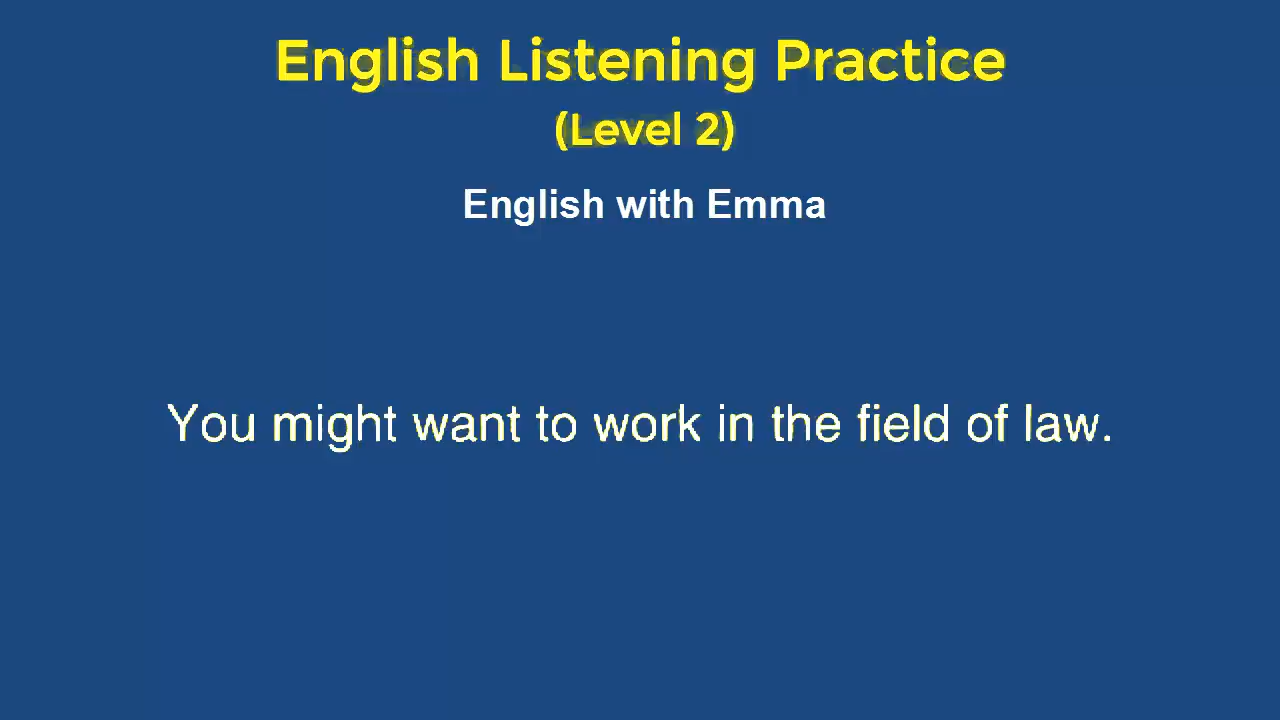 English Listening Practice
(Level 2)
English with Emma
You might want to work in the field of law.